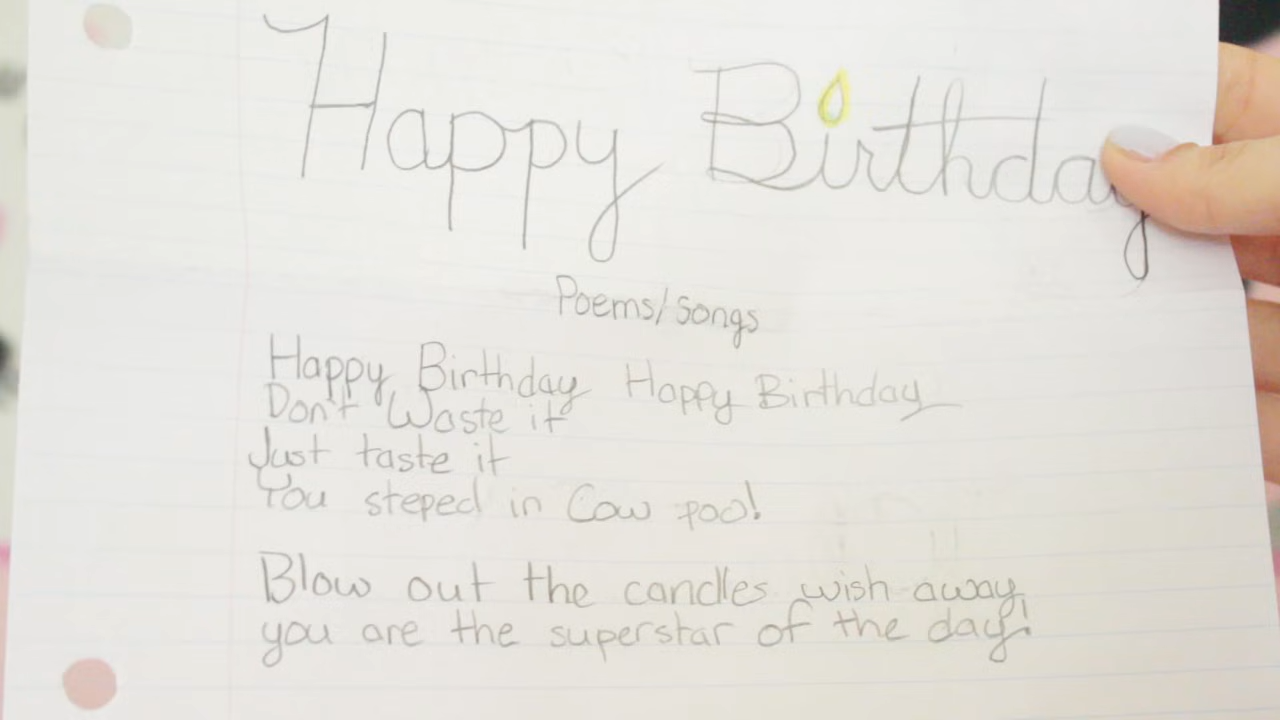 Happy Birthday
Poems/Songs
Happy Birthday Happy Birthday
Don't Waste it
Just taste it
You steped in Cow poo!
Blow out the candles wish away,
you are the superstar of the day!